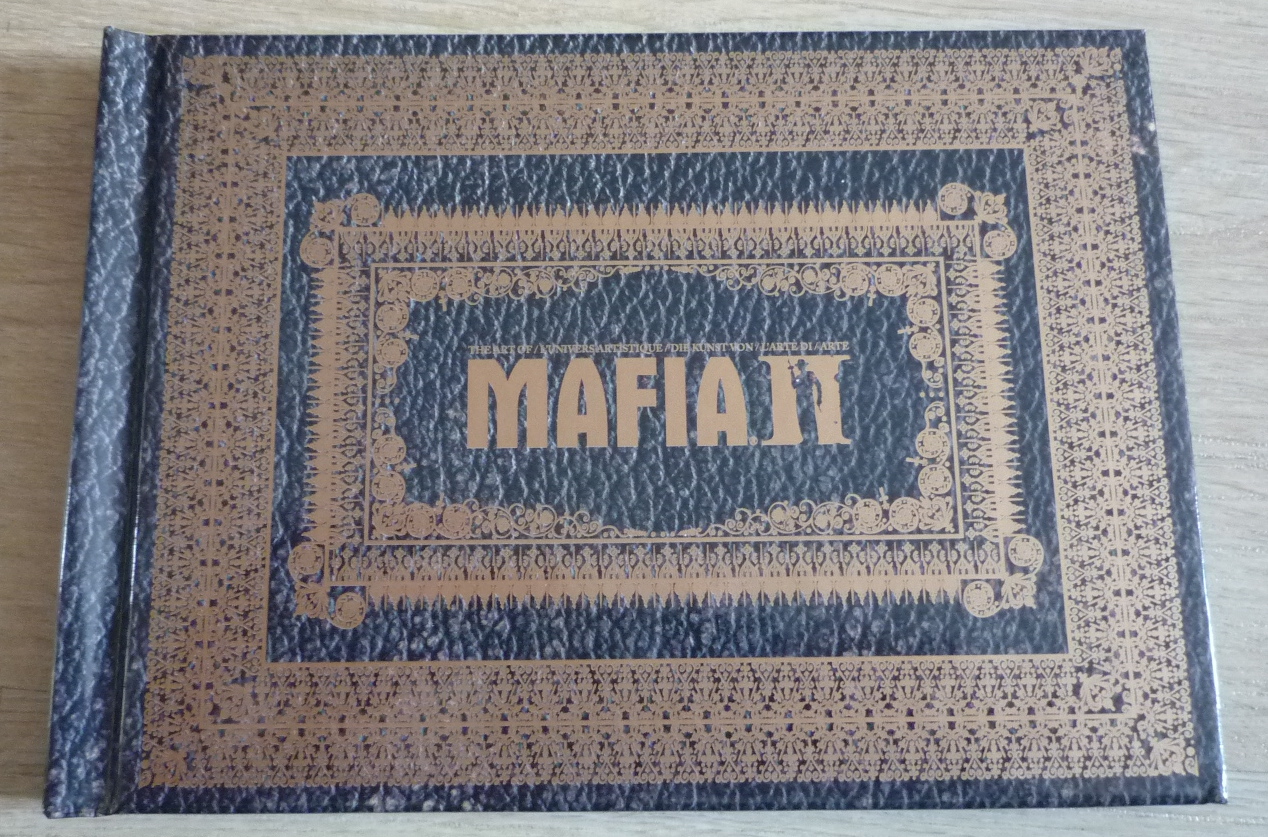 THE ART OF / L'UNIVERS ARTISTIQUE / DIE KUNST VON / L'ARTE DI / ARTE
MAFIA II